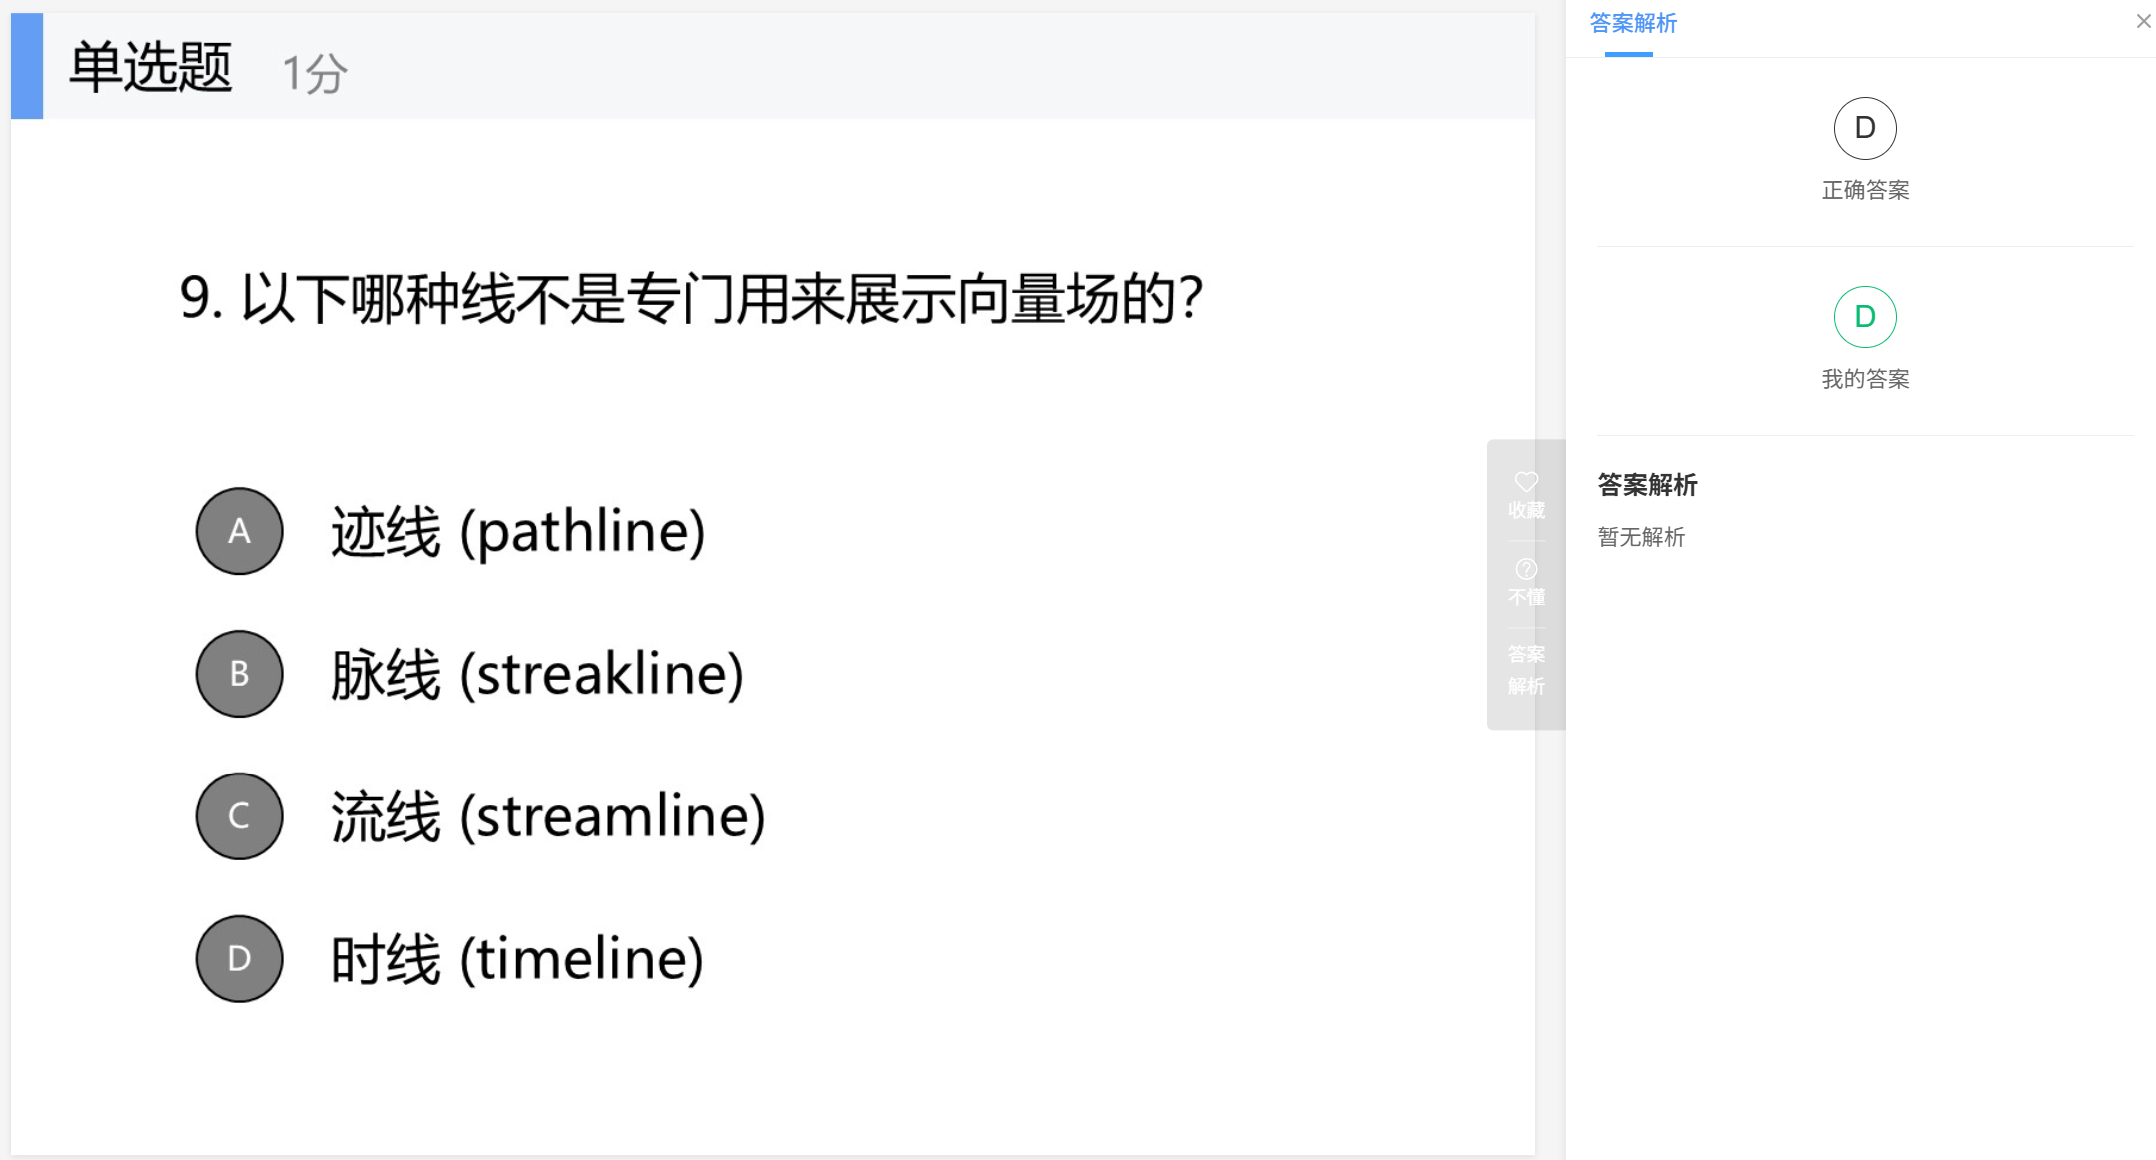 单选题 1分
9. 以下哪种线不是专门用来展示向量场的?
A 迹线 (pathline)
B 脉线 (streakline)
C 流线 (streamline)
D 时线 (timeline)
收藏
不懂
答案
解析
答案解析
D
正确答案
D
我的答案
答案解析
暂无解析